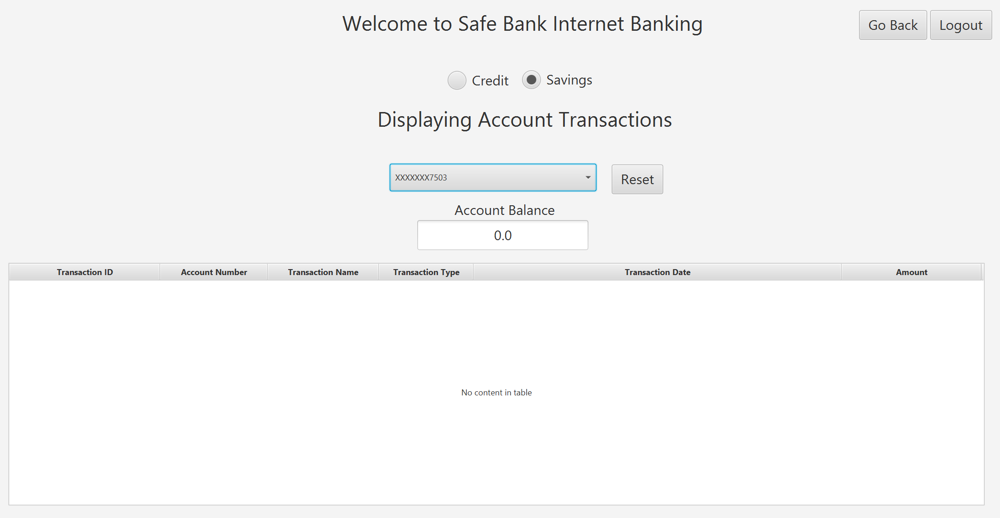 Welcome to Safe Bank Internet Banking
Go Back
Logout
Credit
Savings
Displaying Account Transactions
XXXXXXX7503
Reset
Account Balance
0.0
Transaction ID Account Number Transaction Name Transaction Type Transaction Date Amount
No content in table